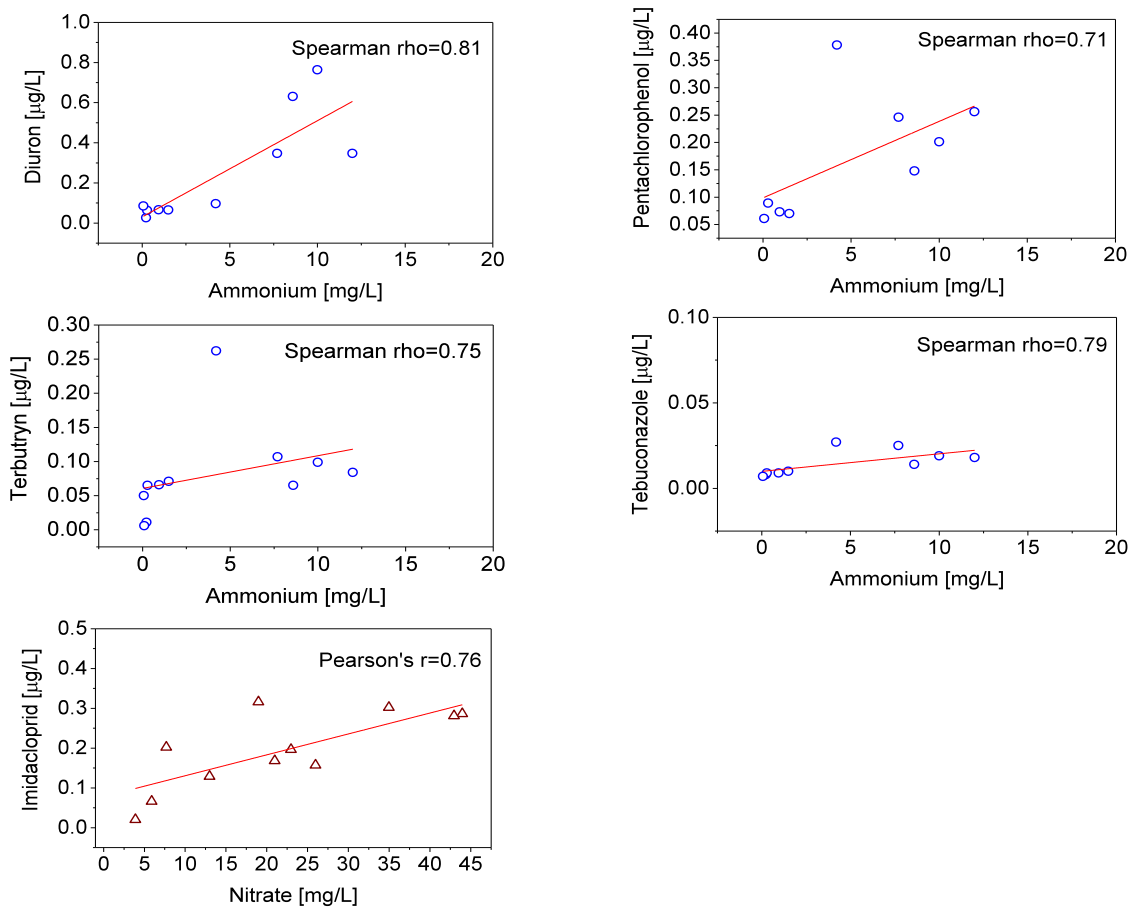 1.0
0.8
0.6
0.4
0.2
0.0
Diuron [µg/L]
Spearman rho=0.81
0 5 10 15 20
Ammonium [mg/L]
0.40
0.35
0.30
0.25
0.20
0.15
0.10
0.05
Pentachlorophenol [µg/L]
Spearman rho=0.71
0 5 10 15 20
Ammonium [mg/L]
0.30
0.25
0.20
0.15
0.10
0.05
0.00
Terbutryn [µg/L]
Spearman rho=0.75
0 5 10 15 20
Ammonium [mg/L]
0.10
0.05
0.00
Tebuconazole [µg/L]
Spearman rho=0.79
0 5 10 15 20
Ammonium [mg/L]
0.5
0.4
0.3
0.2
0.1
0.0
Imidacloprid [µg/L]
Pearson's r=0.76
0 5 10 15 20 25 30 35 40 45
Nitrate [mg/L]